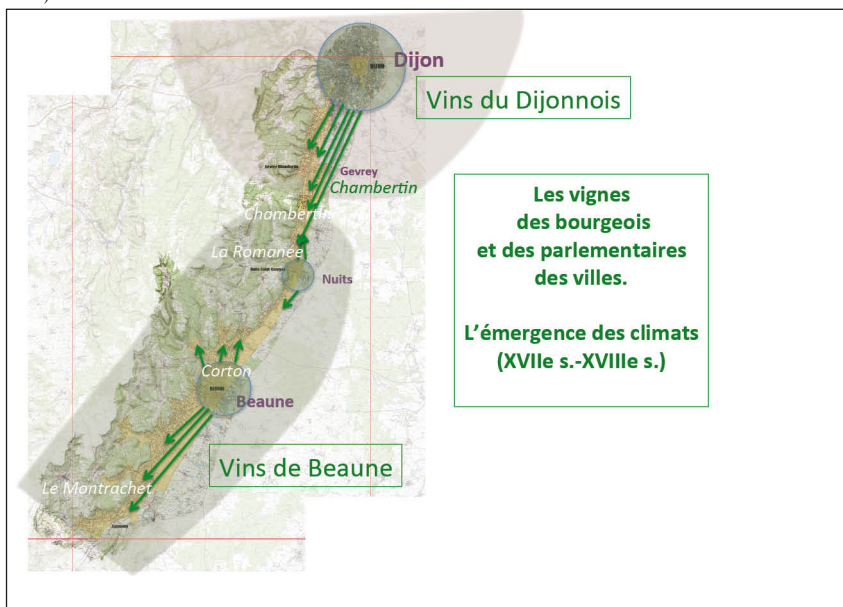 Dijon
DIJON
Vins du Dijonnois
Gevrey
Chambertin
Chambertin
La Romanée
Nuits
Corton
Beaune
Vins de Beaune
Le Montrachet
Les vignes
des bourgeois
et des parlementaires
des villes.
L'émergence des climats
(XVIIe s.-XVIIIe s.)